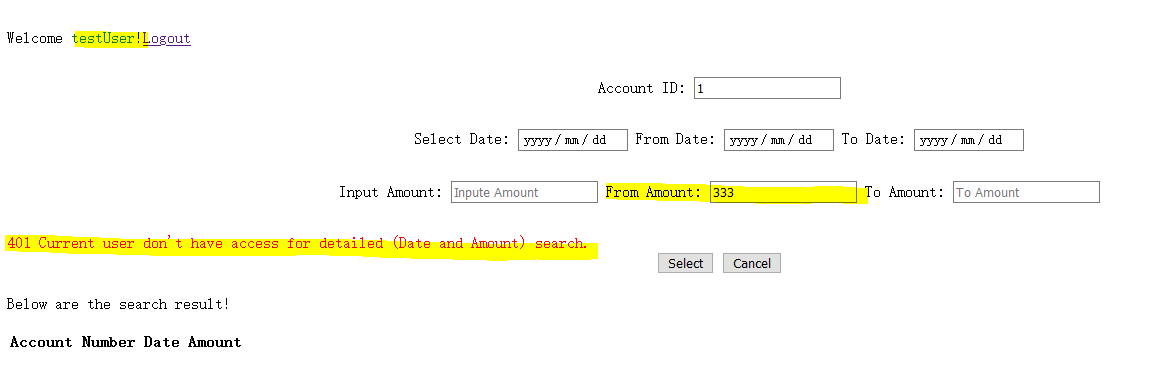 Welcome testUser!Logout
Account ID: 1
Select Date: yyyy/mm/dd From Date: yyyy/mm/dd To Date: yyyy/mm/dd
Input Amount: Inpute Amount From Amount: 333 To Amount: To Amount
401 Current user don't have access for detailed (Date and Amount) search.
Select Cancel
Below are the search result!
Account Number Date Amount